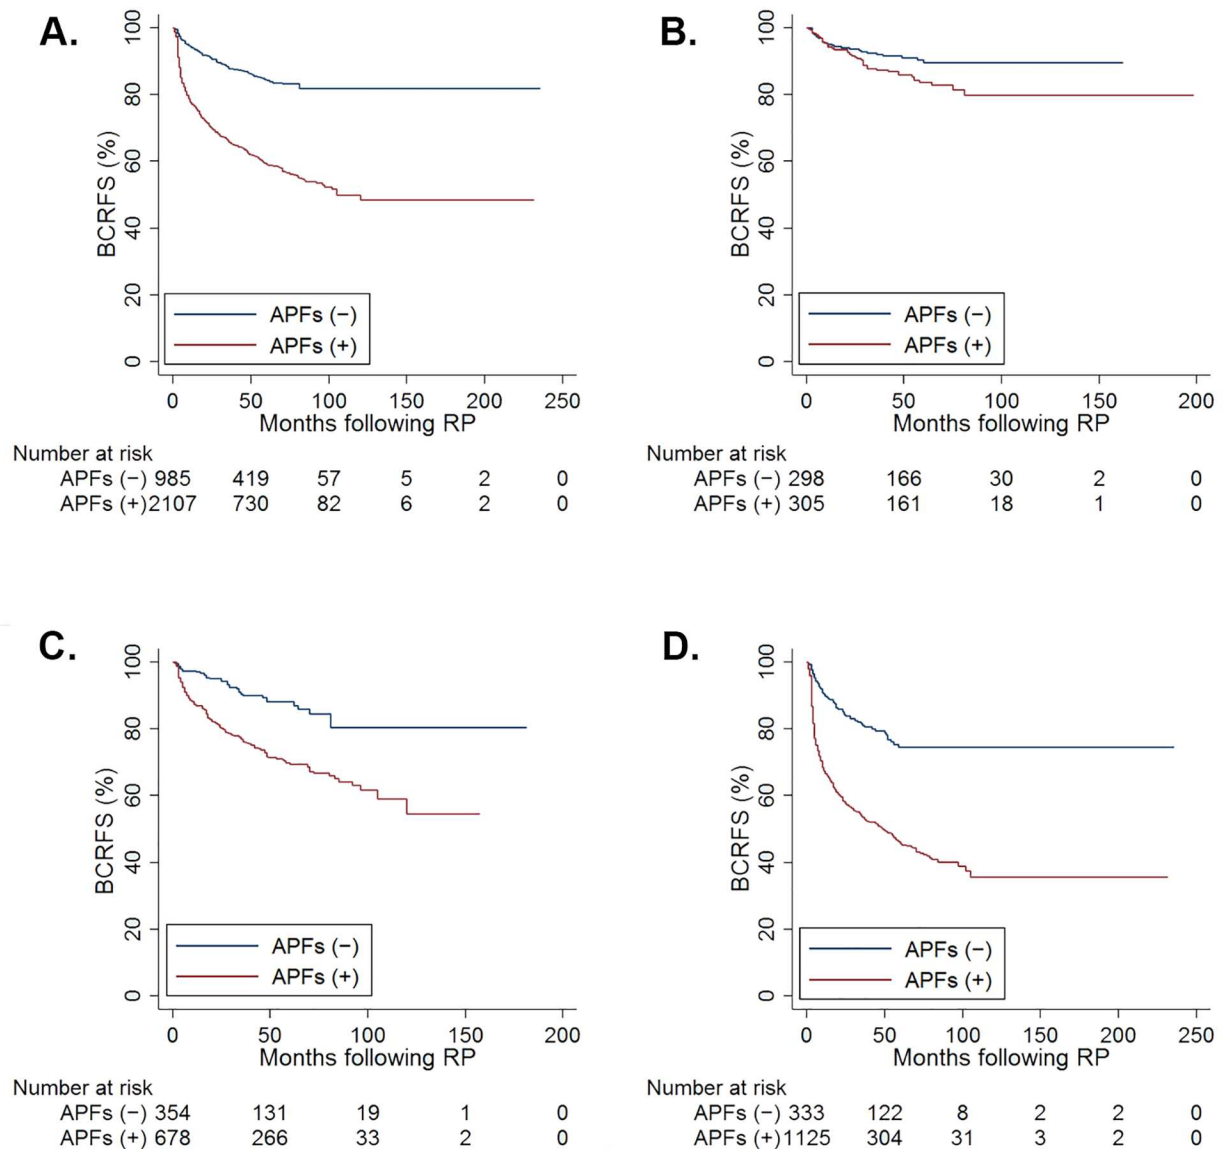 A.
100
80
60
40
20
0
BCRFS (%)
APFs (−)
APFs (+)
0 50 100 150 200 250
Months following RP
Number at risk
APFs (−) 985 419 57 5 2 0
APFs (+) 2107 730 82 6 2 0
B.
100
80
60
40
20
0
BCRFS (%)
APFs (−)
APFs (+)
0 50 100 150 200
Months following RP
Number at risk
APFs (−) 298 166 30 2 0
APFs (+) 305 161 18 1 0
C.
100
80
60
40
20
0
BCRFS (%)
APFs (−)
APFs (+)
0 50 100 150 200
Months following RP
Number at risk
APFs (−) 354 131 19 1 0
APFs (+) 678 266 33 2 0
D.
100
80
60
40
20
0
BCRFS (%)
APFs (−)
APFs (+)
0 50 100 150 200 250
Months following RP
Number at risk
APFs (−) 333 122 8 2 2 0
APFs (+) 1125 304 31 3 2 0